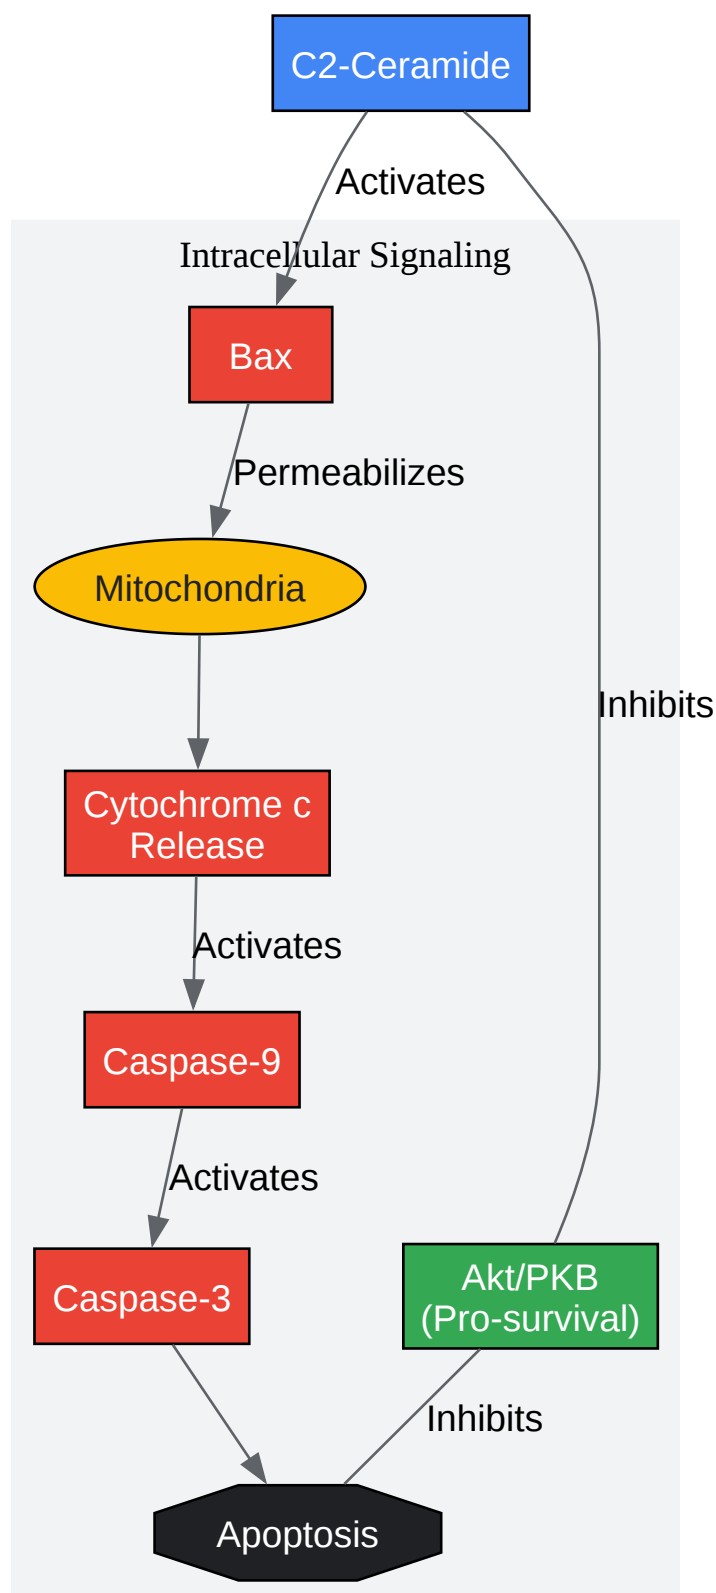 C2-Ceramide
Activates
Intracellular Signaling
Bax
Permeabilizes
Mitochondria
Inhibits
Cytochrome c
Release
Activates
Caspase-9
Activates
Caspase-3
Akt/PKB
(Pro-survival)
Inhibits
Apoptosis